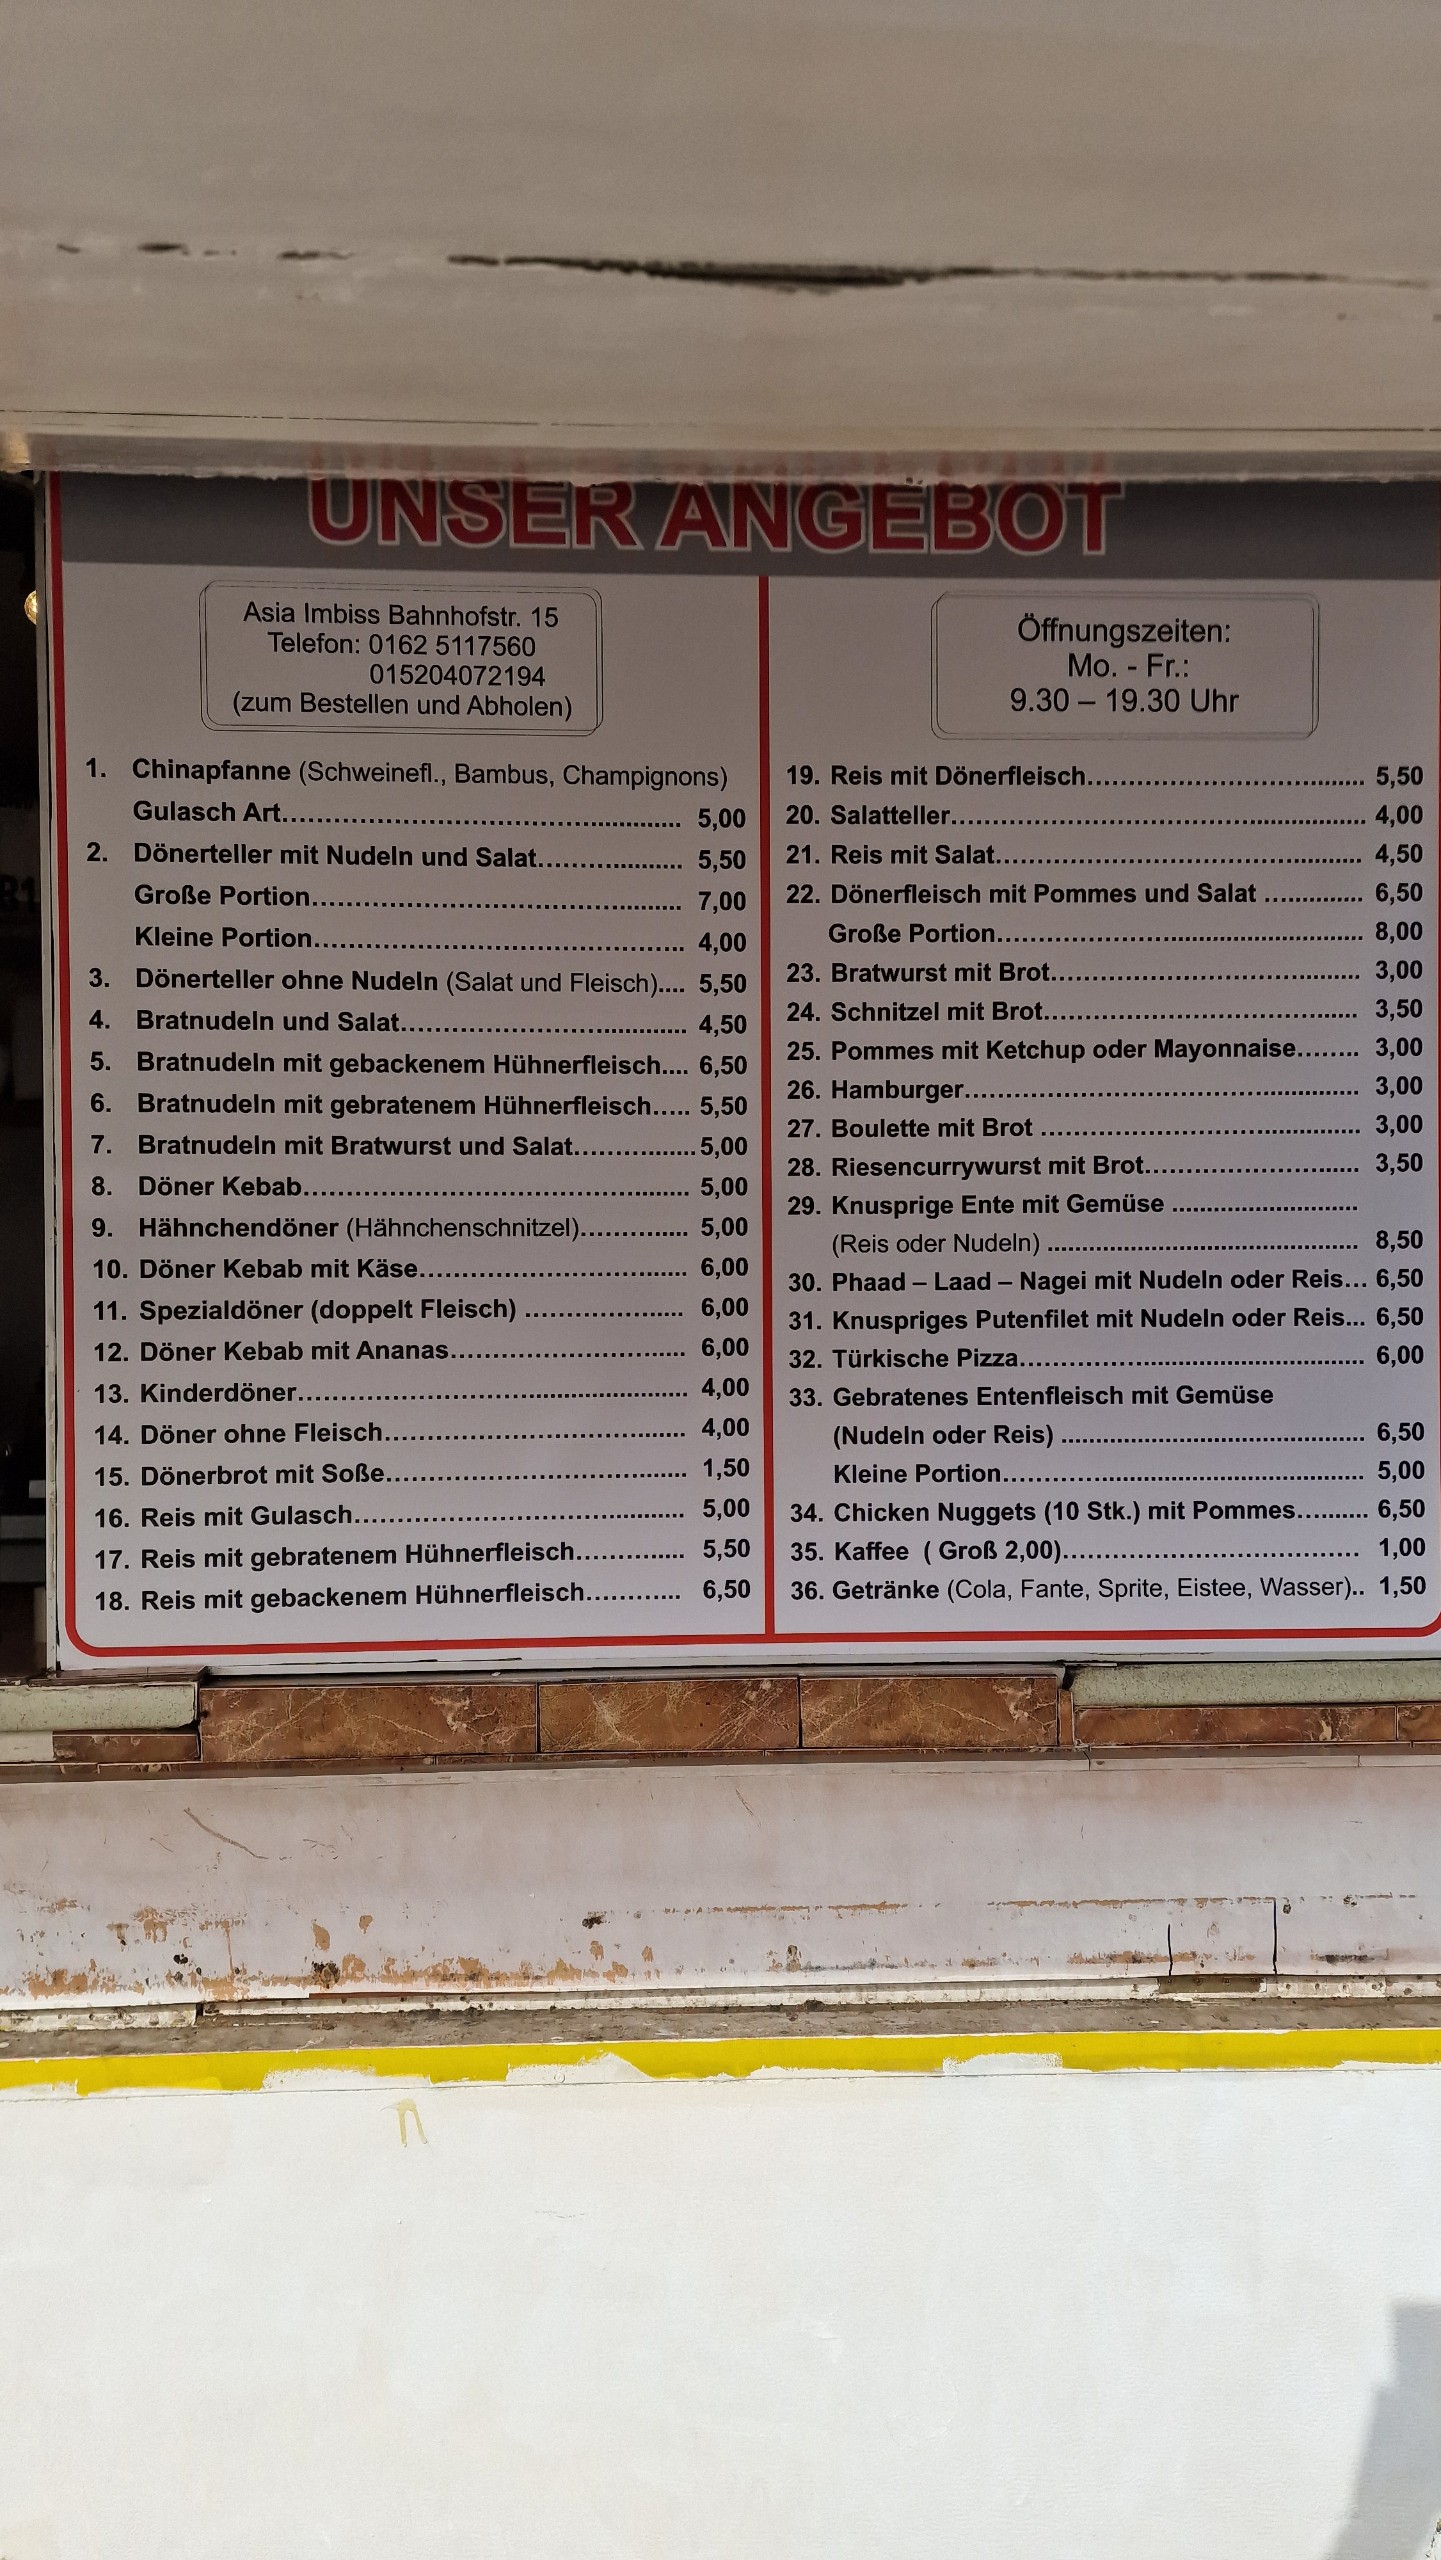 UNSER ANGEBOT
Asia Imbiss Bahnhofstr. 15
Telefon: 0162 5117560
015204072194
(zum Bestellen und Abholen)
1. Chinapfanne (Schweinefl., Bambus, Champignons)
Gulasch Art................................................ 5,00
2. Dönerteller mit Nudeln und Salat................. 5,50
Große Portion............................................ 7,00
Kleine Portion............................................ 4,00
3. Dönerteller ohne Nudeln (Salat und Fleisch).... 5,50
4. Bratnudeln und Salat.................................. 4,50
5. Bratnudeln mit gebackenem Hühnerfleisch.... 6,50
6. Bratnudeln mit gebratenem Hühnerfleisch..... 5,50
7. Bratnudeln mit Bratwurst und Salat................ 5,00
8. Döner Kebab.............................................. 5,00
9. Hähnchendöner (Hähnchenschnitzel)............. 5,00
10. Döner Kebab mit Käse................................ 6,00
11. Spezialdöner (doppelt Fleisch) ................... 6,00
12. Döner Kebab mit Ananas............................ 6,00
13. Kinderdöner............................................... 4,00
14. Döner ohne Fleisch.................................... 4,00
15. Dönerbrot mit Soße.................................... 1,50
16. Reis mit Gulasch........................................ 5,00
17. Reis mit gebratenem Hühnerfleisch............. 5,50
18. Reis mit gebackenem Hühnerfleisch............ 6,50
Öffnungszeiten:
Mo. - Fr.:
9.30 – 19.30 Uhr
19. Reis mit Dönerfleisch................................. 5,50
20. Salatteller.................................................. 4,00
21. Reis mit Salat............................................ 4,50
22. Dönerfleisch mit Pommes und Salat ............ 6,50
Große Portion............................................ 8,00
23. Bratwurst mit Brot..................................... 3,00
24. Schnitzel mit Brot...................................... 3,50
25. Pommes mit Ketchup oder Mayonnaise........ 3,00
26. Hamburger................................................ 3,00
27. Boulette mit Brot ....................................... 3,00
28. Riesencurrywurst mit Brot.......................... 3,50
29. Knusprige Ente mit Gemüse .......................
(Reis oder Nudeln) ...................................... 8,50
30. Phaad – Laad – Nagei mit Nudeln oder Reis... 6,50
31. Knuspriges Putenfilet mit Nudeln oder Reis... 6,50
32. Türkische Pizza.......................................... 6,00
33. Gebratenes Entenfleisch mit Gemüse
(Nudeln oder Reis) ..................................... 6,50
Kleine Portion............................................ 5,00
34. Chicken Nuggets (10 Stk.) mit Pommes.......... 6,50
35. Kaffee ( Groß 2,00).................................... 1,00
36. Getränke (Cola, Fante, Sprite, Eistee, Wasser).. 1,50